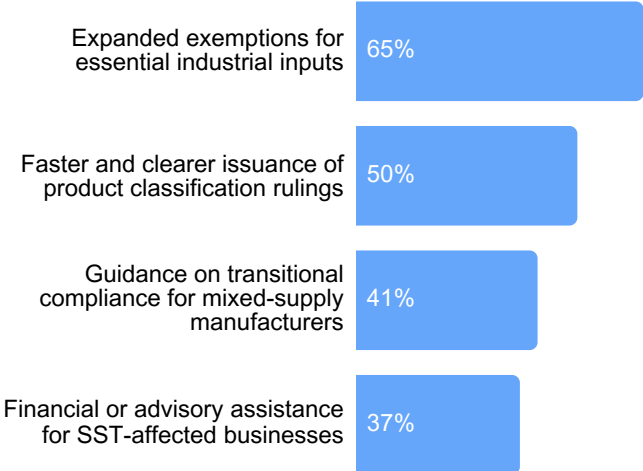 Expanded exemptions for
essential industrial inputs
65%
Faster and clearer issuance of
product classification rulings
50%
Guidance on transitional
compliance for mixed-supply
manufacturers
41%
Financial or advisory assistance
for SST-affected businesses
37%